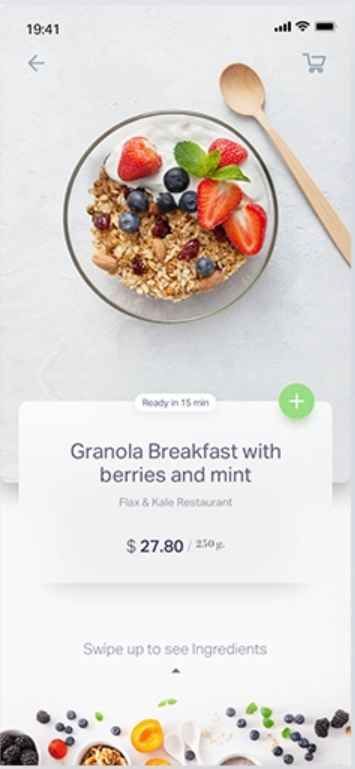 19:41
Ready in 15 min
Granola Breakfast with
berries and mint
Flax & Kale Restaurant
$ 27.80 / 250 g.
Swipe up to see Ingredients